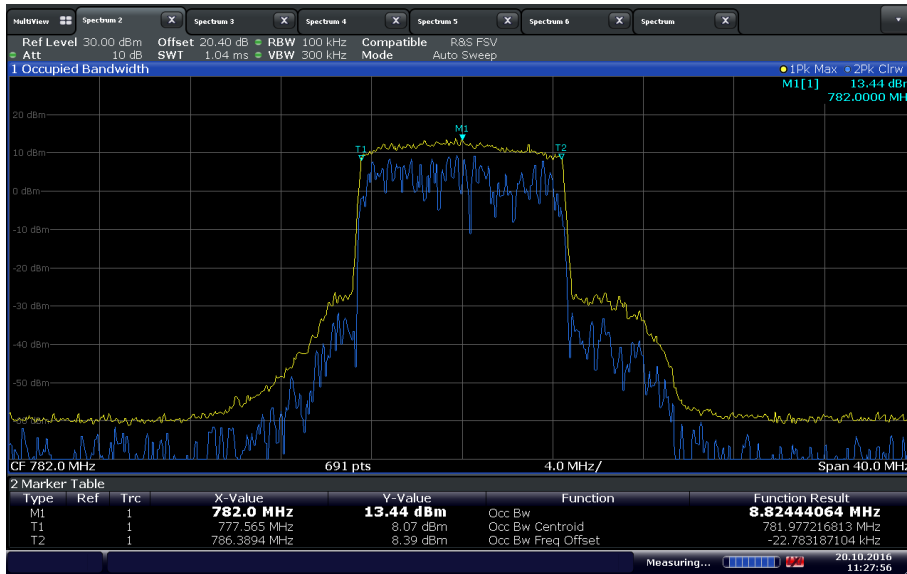 MultiView Spectrum 2 X Spectrum 3 X Spectrum 4 X Spectrum 5 X Spectrum 6 X Spectrum X
Ref Level 30.00 dBm Offset 20.40 dB RBW 100 kHz Compatible R&S FSV
Att 10 dB SWT 1.04 ms VBW 300 kHz Mode Auto Sweep
1 Occupied Bandwidth 1Pk Max 2Pk Clrw
M1[1] 13.44 dBr
782.0000 MH
20 dBm
M1
T1 T2
10 dBm
0 dBm
-10 dBm
-20 dBm
-30 dBm
-40 dBm
-50 dBm
CF 782.0 MHz 691 pts 4.0 MHz/ Span 40.0 MH
2 Marker Table
Type Ref Trc X-Value Y-Value Function Function Result
M1 1 782.0 MHz 13.44 dBm Occ Bw 8.82444064 MHz
T1 1 777.565 MHz 8.07 dBm Occ Bw Centroid 781.977216813 MHz
T2 1 786.3894 MHz 8.39 dBm Occ Bw Freq Offset -22.783187104 kHz
Measuring... 20.10.2016
11:27:56